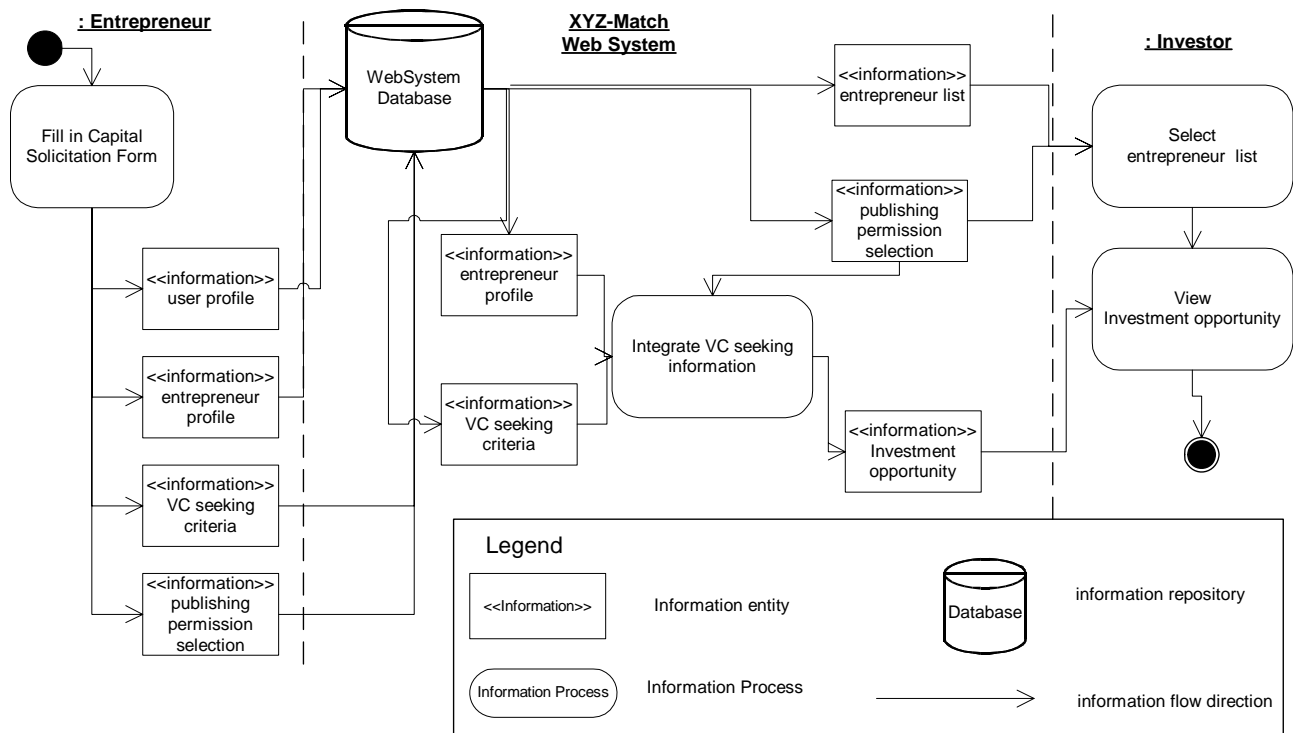 : Entrepreneur
XYZ-Match
Web System
: Investor
WebSystem
Database
<<information>>
entrepreneur list
Fill in Capital
Solicitation Form
Select
entrepreneur list
<<information>>
publishing
permission
selection
<<information>>
user profile
<<information>>
entrepreneur
profile
View
Investment opportunity
Integrate VC seeking
information
<<information>>
entrepreneur
profile
<<information>>
VC seeking
criteria
<<information>>
Investment
opportunity
<<information>>
VC seeking
criteria
<<information>>
publishing
permission
selection
Legend
<<Information>>
Information entity
Database
information repository
Information Process
Information Process
information flow direction